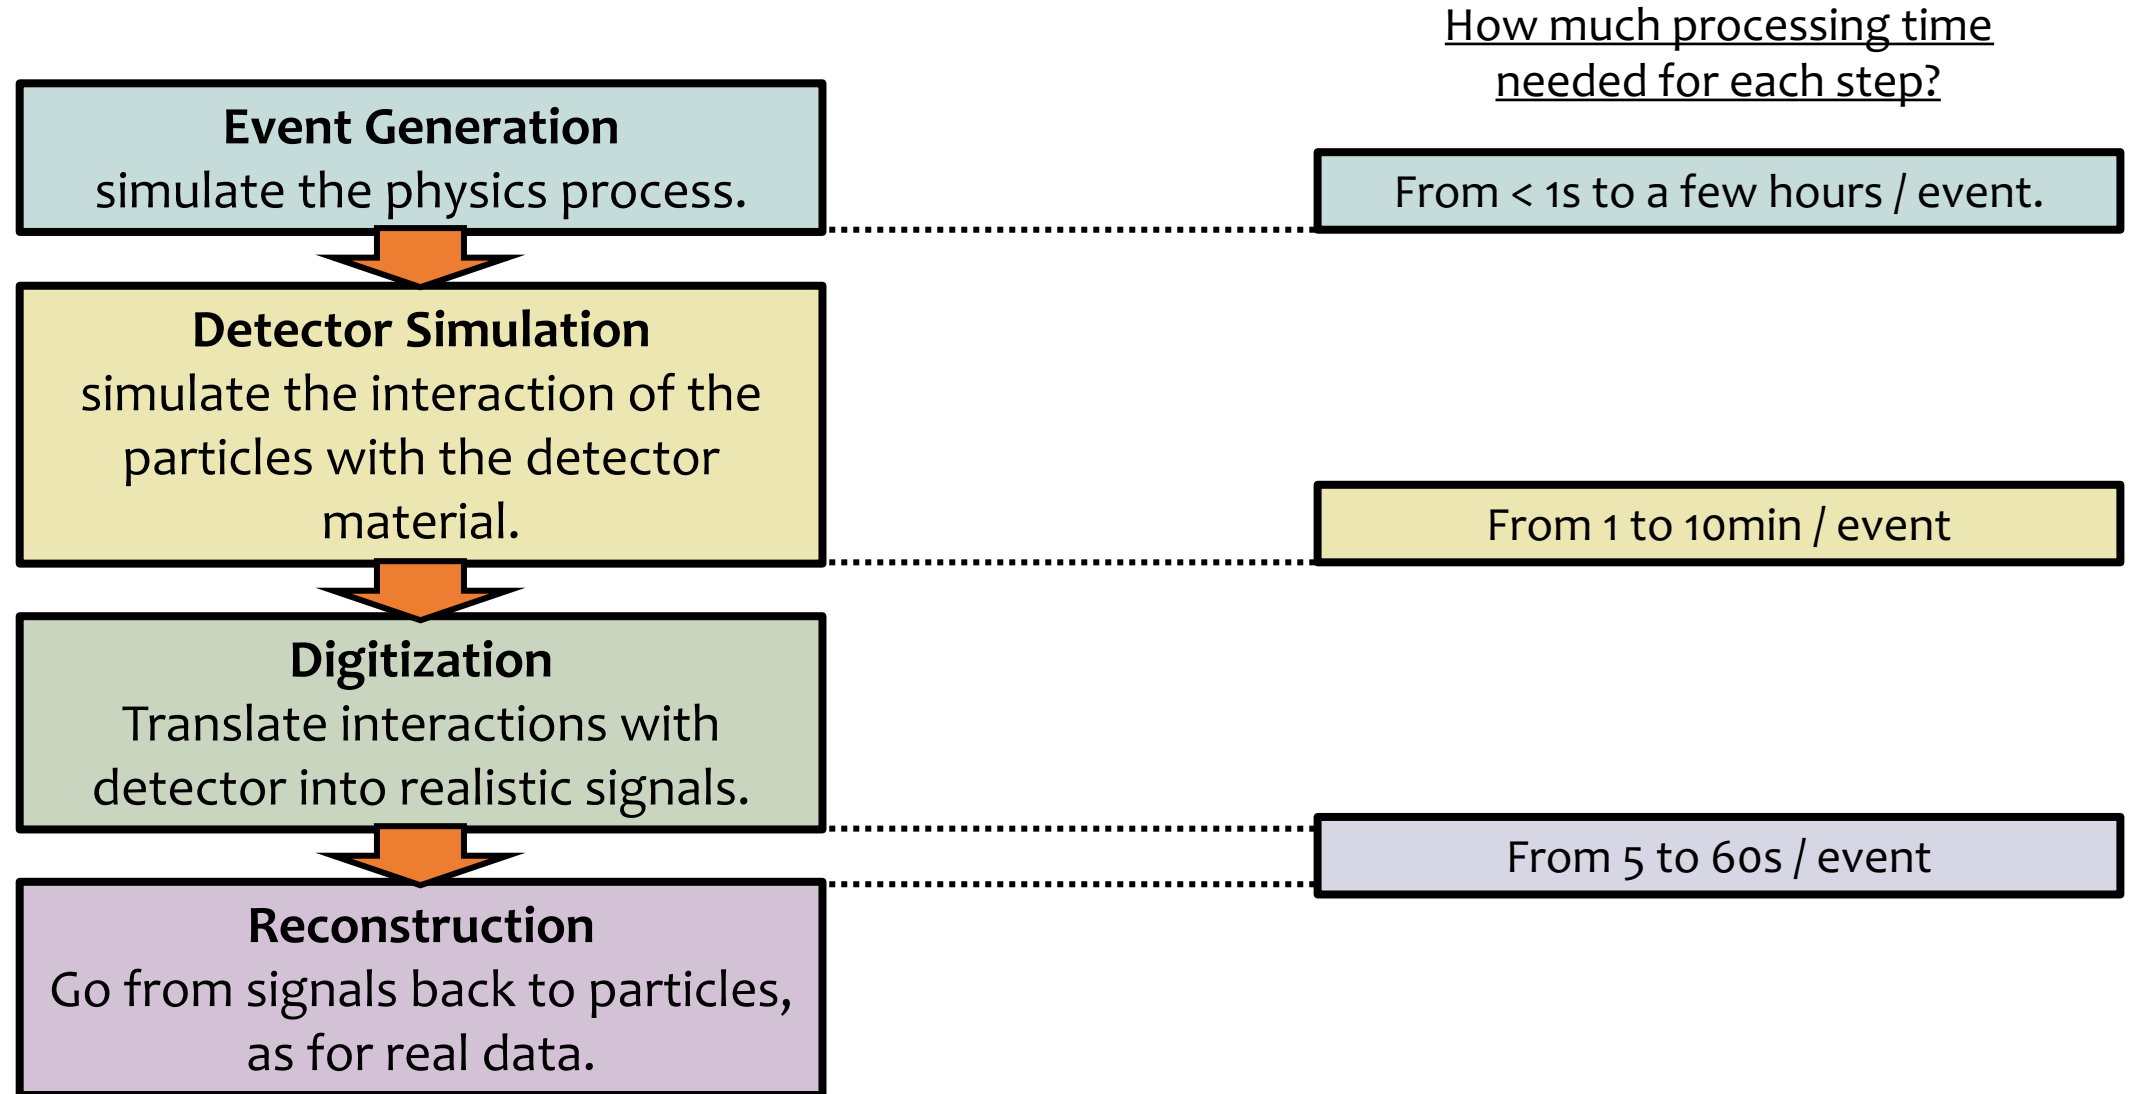 How much processing time
needed for each step?
Event Generation
simulate the physics process.
From < 1s to a few hours / event.
Detector Simulation
simulate the interaction of the
particles with the detector
material.
From 1 to 10min / event
Digitization
Translate interactions with
detector into realistic signals.
From 5 to 60s / event
Reconstruction
Go from signals back to particles,
as for real data.